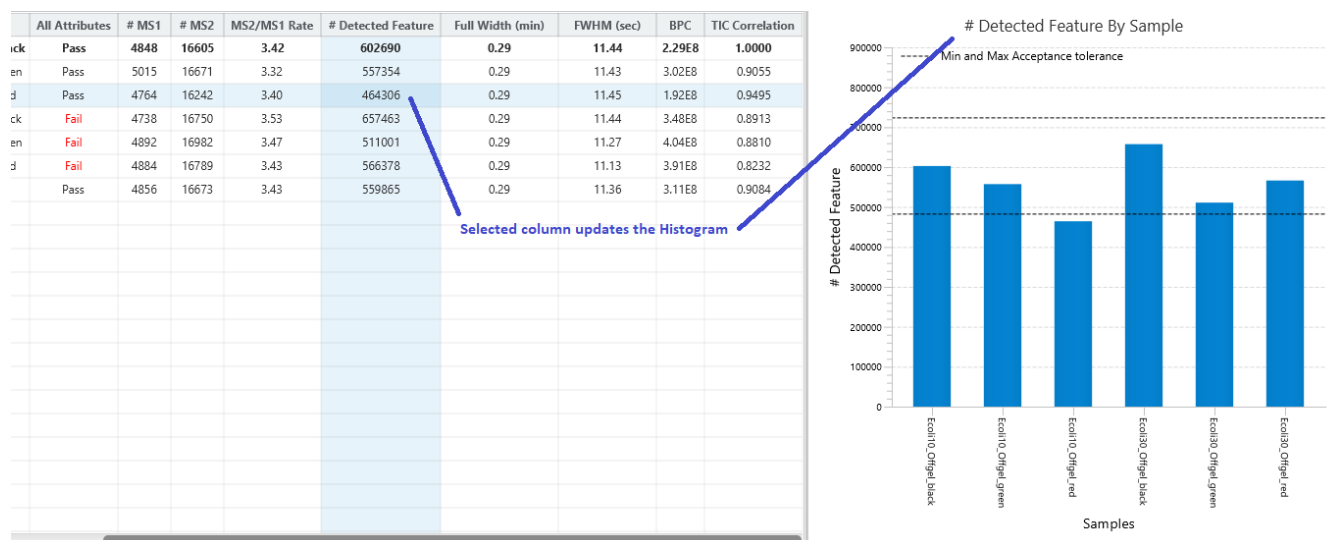 All Attributes # MS1 # MS2 MS2/MS1 Rate # Detected Feature Full Width (min) FWHM (sec) BPC TIC Correlation
ck Pass 4848 16605 3.42 602690 0.29 11.44 2.29E8 1.0000
en Pass 5015 16671 3.32 557354 0.29 11.43 3.02E8 0.9055
d Pass 4764 16242 3.40 464306 0.29 11.45 1.92E8 0.9495
ck Fail 4738 16750 3.53 657463 0.29 11.44 3.48E8 0.8913
en Fail 4892 16982 3.47 511001 0.29 11.27 4.04E8 0.8810
d Fail 4884 16789 3.43 566378 0.29 11.13 3.91E8 0.8232
Pass 4856 16673 3.43 559865 0.29 11.36 3.11E8 0.9084
Selected column updates the Histogram
# Detected Feature By Sample
Min and Max Acceptance tolerance
# Detected Feature
900000
800000
700000
600000
500000
400000
300000
200000
100000
0
Ecoli10_Offgel_black
Ecoli10_Offgel_green
Ecoli10_Offgel_red
Ecoli30_Offgel_black
Ecoli30_Offgel_green
Ecoli30_Offgel_red
Samples